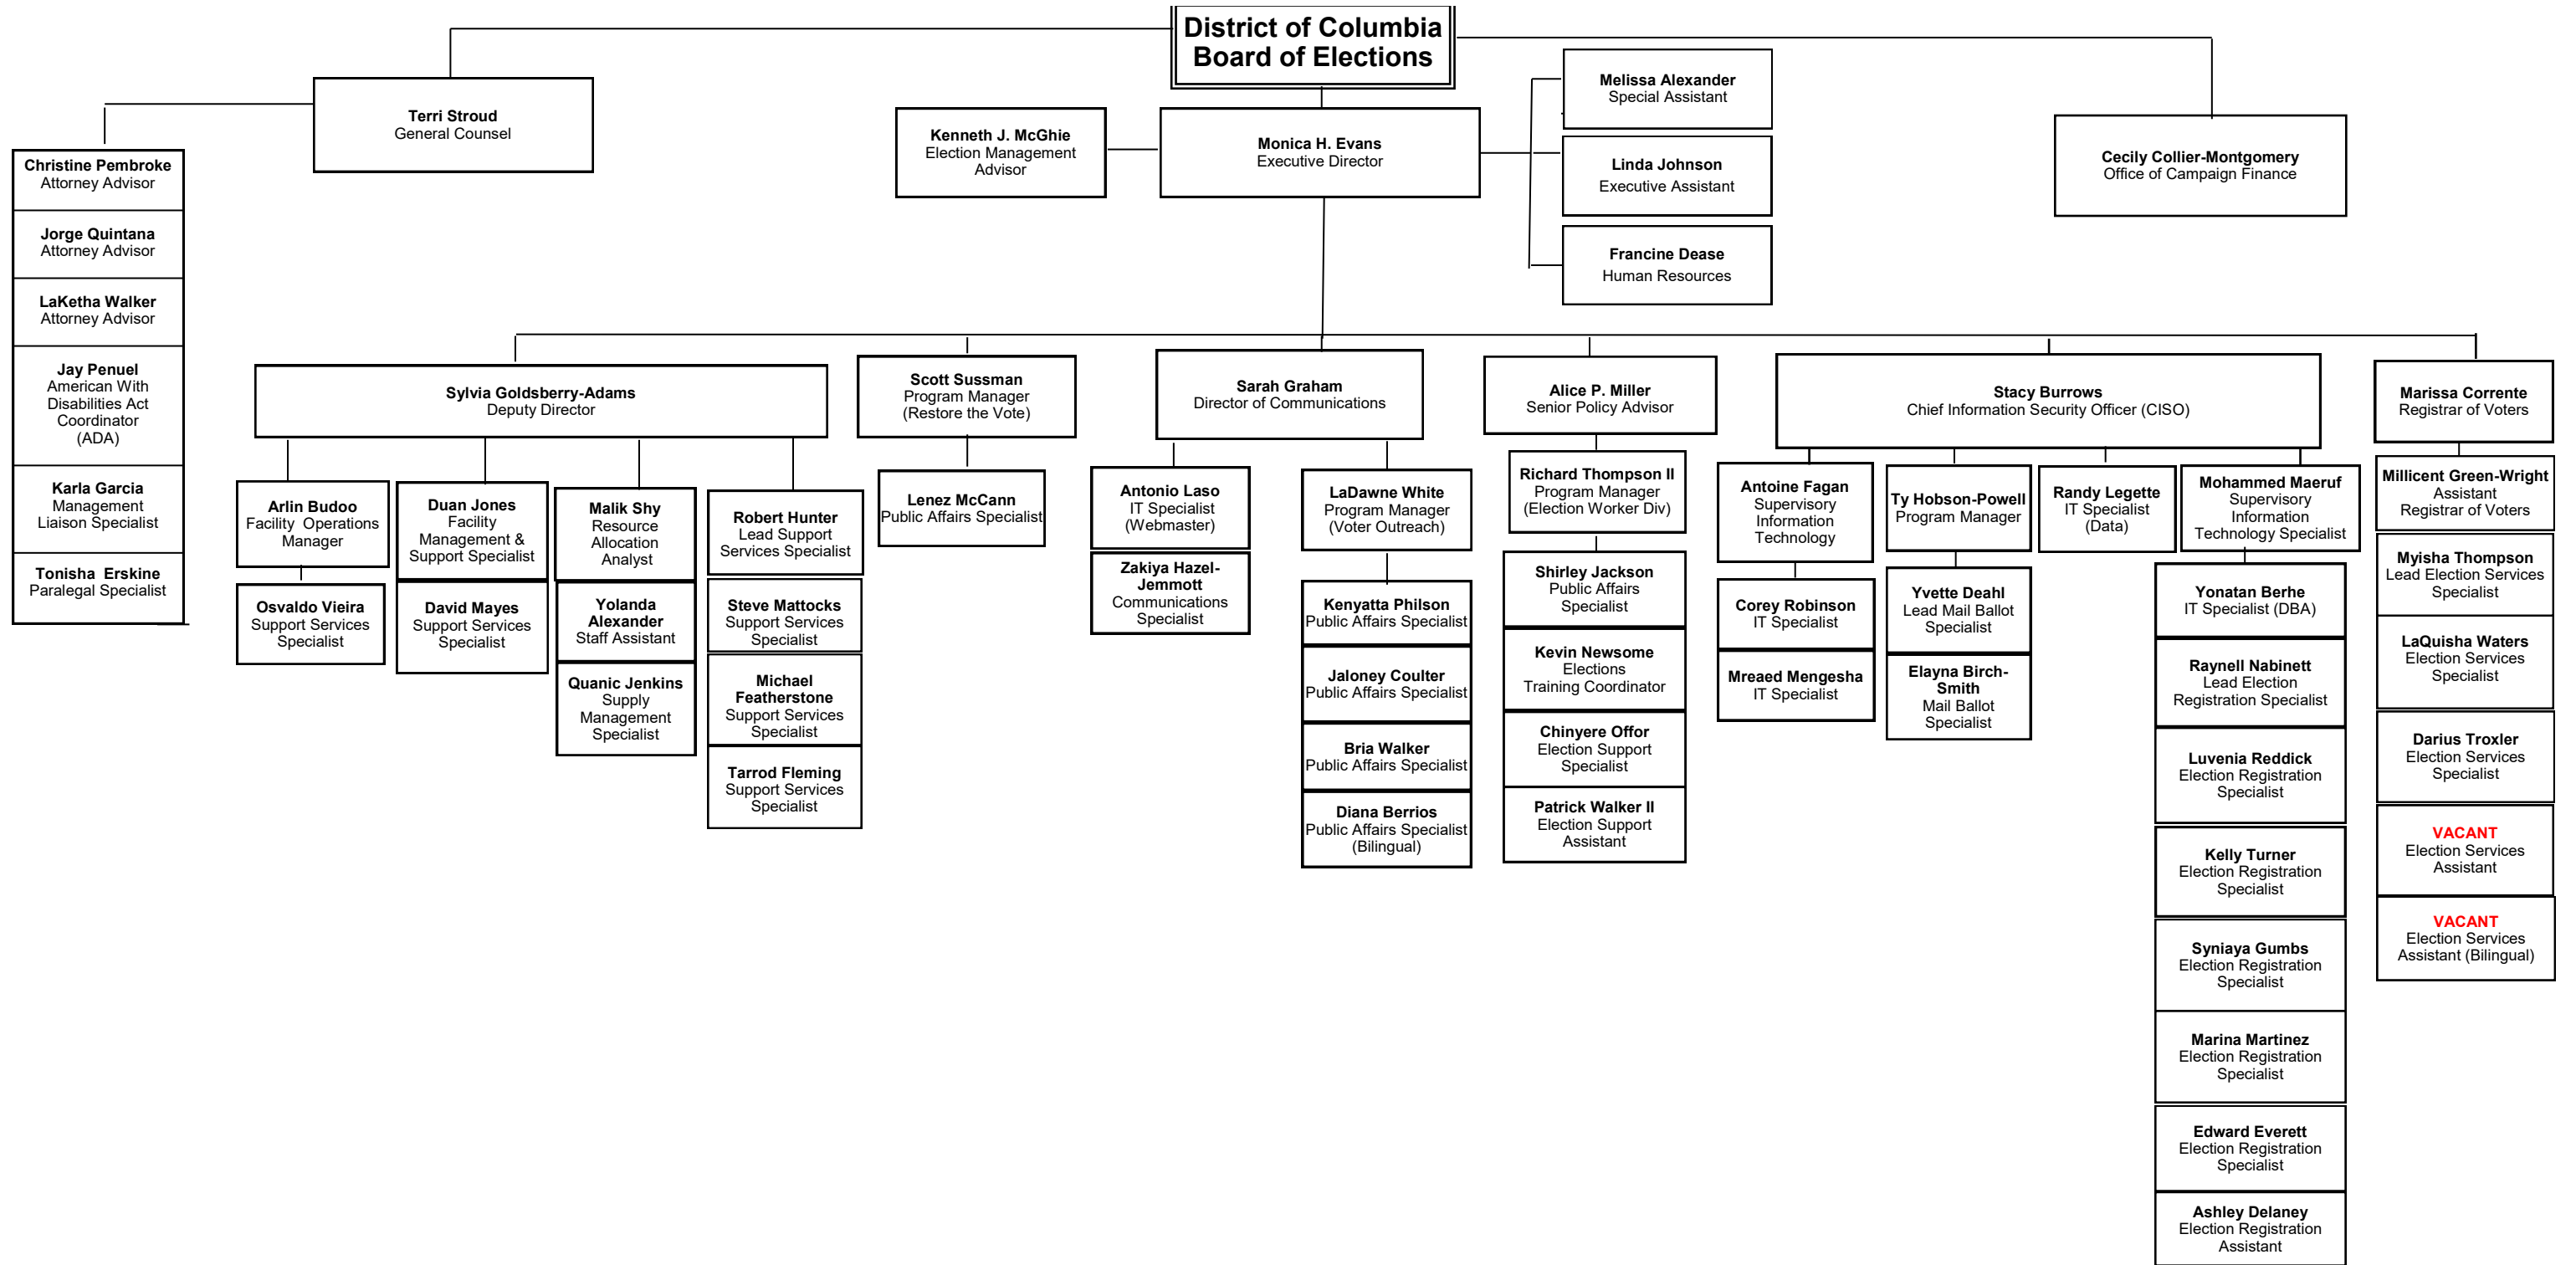 District of Columbia
Board of Elections
Terri Stroud
General Counsel
Kenneth J. McGhie
Election Management
Advisor
Monica H. Evans
Executive Director
Melissa Alexander
Special Assistant
Linda Johnson
Executive Assistant
Francine Dease
Human Resources
Cecily Collier-Montgomery
Office of Campaign Finance
Christine Pembroke
Attorney Advisor
Jorge Quintana
Attorney Advisor
LaKetha Walker
Attorney Advisor
Jay Penuel
American With
Disabilities Act
Coordinator
(ADA)
Karla Garcia
Management
Liaison Specialist
Tonisha  Erskine
Paralegal Specialist
Sylvia Goldsberry-Adams
Deputy Director
Arlin Budoo
Facility  Operations
Manager
Osvaldo Vieira
Support Services
Specialist
Duan Jones
Facility
Management &
Support Specialist
David Mayes
Support Services
Specialist
Malik Shy
Resource
Allocation
Analyst
Yolanda
Alexander
Staff Assistant
Quanic Jenkins
Supply
Management
Specialist
Robert Hunter
Lead Support
Services Specialist
Steve Mattocks
Support Services
Specialist
Michael
Featherstone
Support Services
Specialist
Tarrod Fleming
Support Services
Specialist
Scott Sussman
Program Manager
(Restore the Vote)
Lenez McCann
Public Affairs Specialist
Sarah Graham
Director of Communications
Antonio Laso
IT Specialist
(Webmaster)
Zakiya Hazel-
Jemmott
Communications
Specialist
LaDawne White
Program Manager
(Voter Outreach)
Kenyatta Philson
Public Affairs Specialist
Jaloney Coulter
Public Affairs Specialist
Bria Walker
Public Affairs Specialist
Diana Berrios
Public Affairs Specialist
(Bilingual)
Alice P. Miller
Senior Policy Advisor
Richard Thompson II
Program Manager
(Election Worker Div)
Shirley Jackson
Public Affairs
Specialist
Kevin Newsome
Elections
Training Coordinator
Chinyere Offor
Election Support
Specialist
Patrick Walker II
Election Support
Assistant
Stacy Burrows
Chief Information Security Officer (CISO)
Antoine Fagan
Supervisory
Information
Technology
Corey Robinson
IT Specialist
Mreaed Mengesha
IT Specialist
Ty Hobson-Powell
Program Manager
Yvette Deahl
Lead Mail Ballot
Specialist
Elayna Birch-
Smith
Mail Ballot
Specialist
Randy Legette
IT Specialist
(Data)
Mohammed Maeruf
Supervisory
Information
Technology Specialist
Yonatan Berhe
IT Specialist (DBA)
Raynell Nabinett
Lead Election
Registration Specialist
Luvenia Reddick
Election Registration
Specialist
Kelly Turner
Election Registration
Specialist
Syniaya Gumbs
Election Registration
Specialist
Marina Martinez
Election Registration
Specialist
Edward Everett
Election Registration
Specialist
Ashley Delaney
Election Registration
Assistant
Marissa Corrente
Registrar of Voters
Millicent Green-Wright
Assistant
Registrar of Voters
Myisha Thompson
Lead Election Services
Specialist
LaQuisha Waters
Election Services
Specialist
Darius Troxler
Election Services
Specialist
VACANT
Election Services
Assistant
VACANT
Election Services
Assistant (Bilingual)